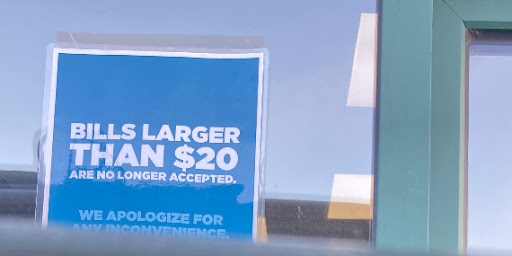 BILLS LARGER
THAN $20
ARE NO LONGER ACCEPTED.
WE APOLOGIZE FOR
ANY INCONVENIENCE.